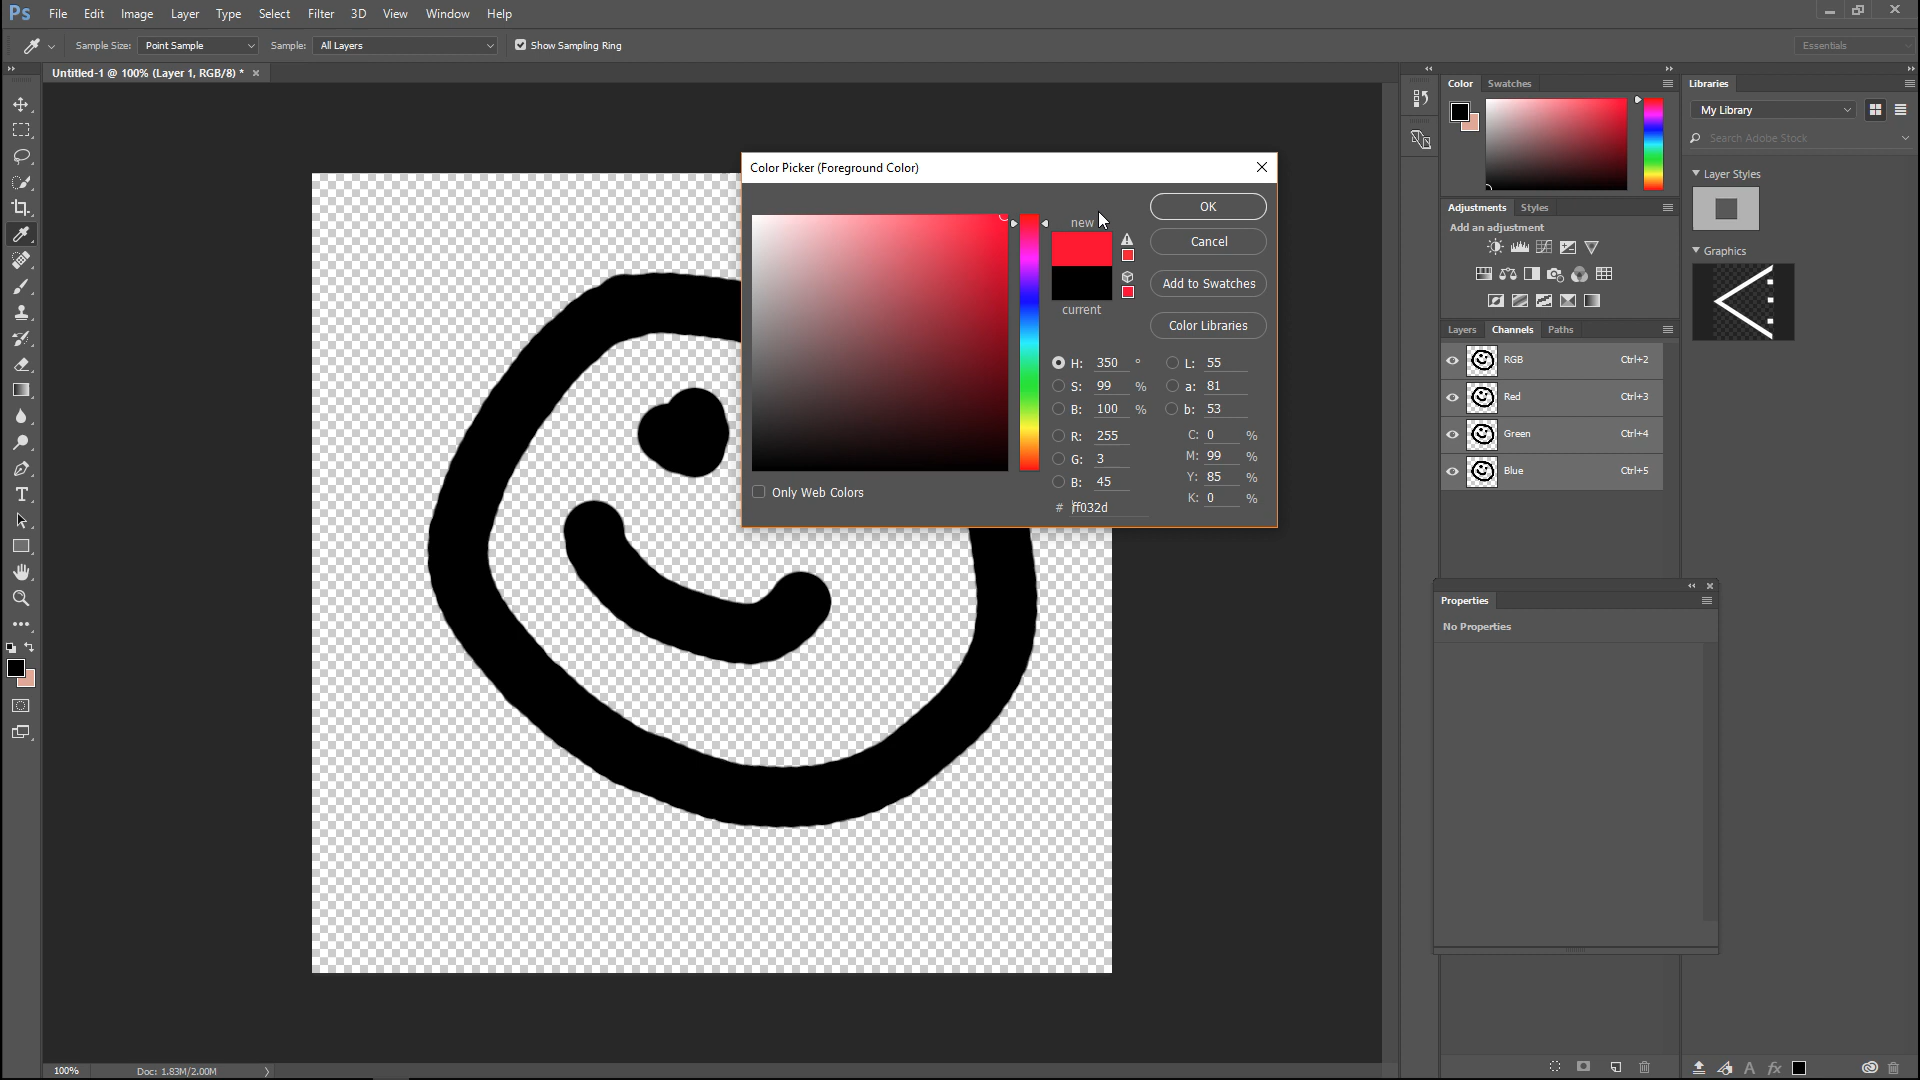 Ps File Edit Image Layer Type Select Filter 3D View Window Help
Sample Size: Point Sample Sample: All Layers Show Sampling Ring Essentials
Untitled-1 @ 100% (Layer 1, RGB/8) *
Color Swatches
Libraries
My Library
Search Adobe Stock
Layer Styles
Graphics
Adjustments Styles
Add an adjustment
Layers Channels Paths
RGB Ctrl+2
Red Ctrl+3
Green Ctrl+4
Blue Ctrl+5
Color Picker (Foreground Color)
new
current
OK
Cancel
Add to Swatches
Color Libraries
H: 350 ° L: 55
S: 99 % a: 81
B: 100 % b: 53
R: 255 C: 0 %
G: 3 M: 99 %
B: 45 Y: 85 %
K: 0 %
Only Web Colors
# ff032d
Properties
No Properties
T
100% Doc: 1.83M/2.00M
A fx